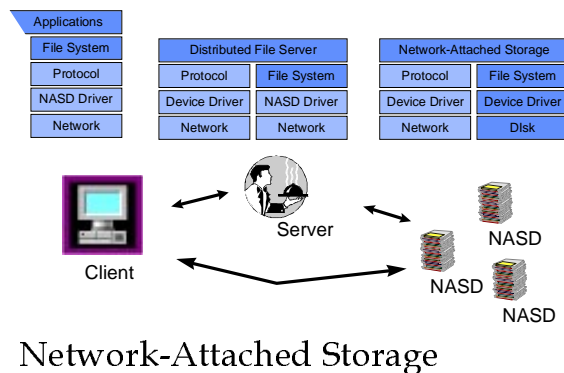 Applications
File System
Protocol
NASD Driver
Network
Distributed File Server
Protocol File System
Device Driver NASD Driver
Network Network
Network-Attached Storage
Protocol File System
Device Driver Device Driver
Network DIsk
Client
Server
NASD
NASD
NASD
Network-Attached Storage